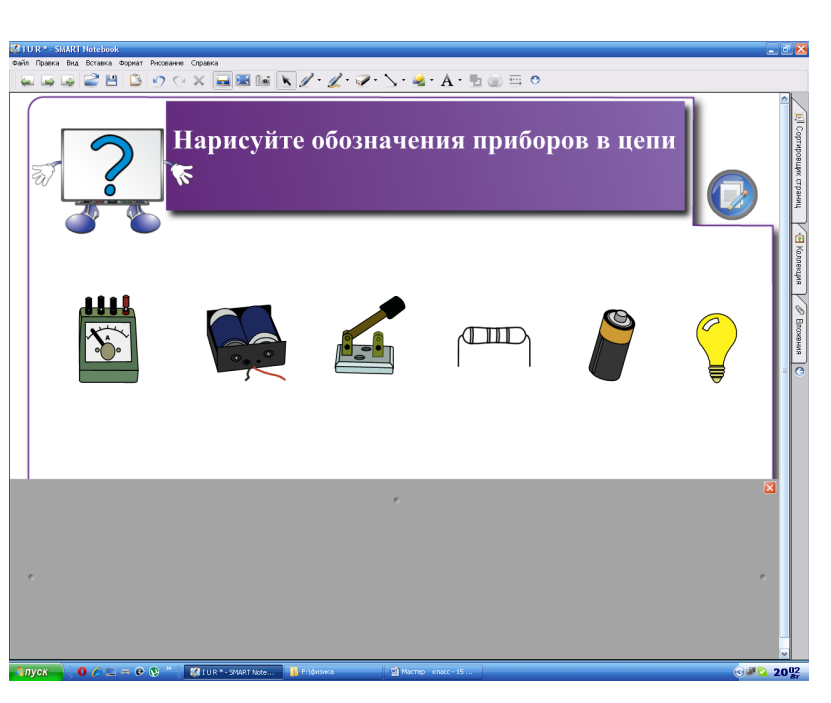 I U R * - SMART Notebook
Файл Правка Вид Вставка Формат Рисование Справка
Нарисуйте обозначения приборов в цепи
A
Сортировщик страниц
Коллекция
Вложения
пуск
I U R * - SMART Note...
F:\физика
Мастер класс - 15 ...
20 02
Вт